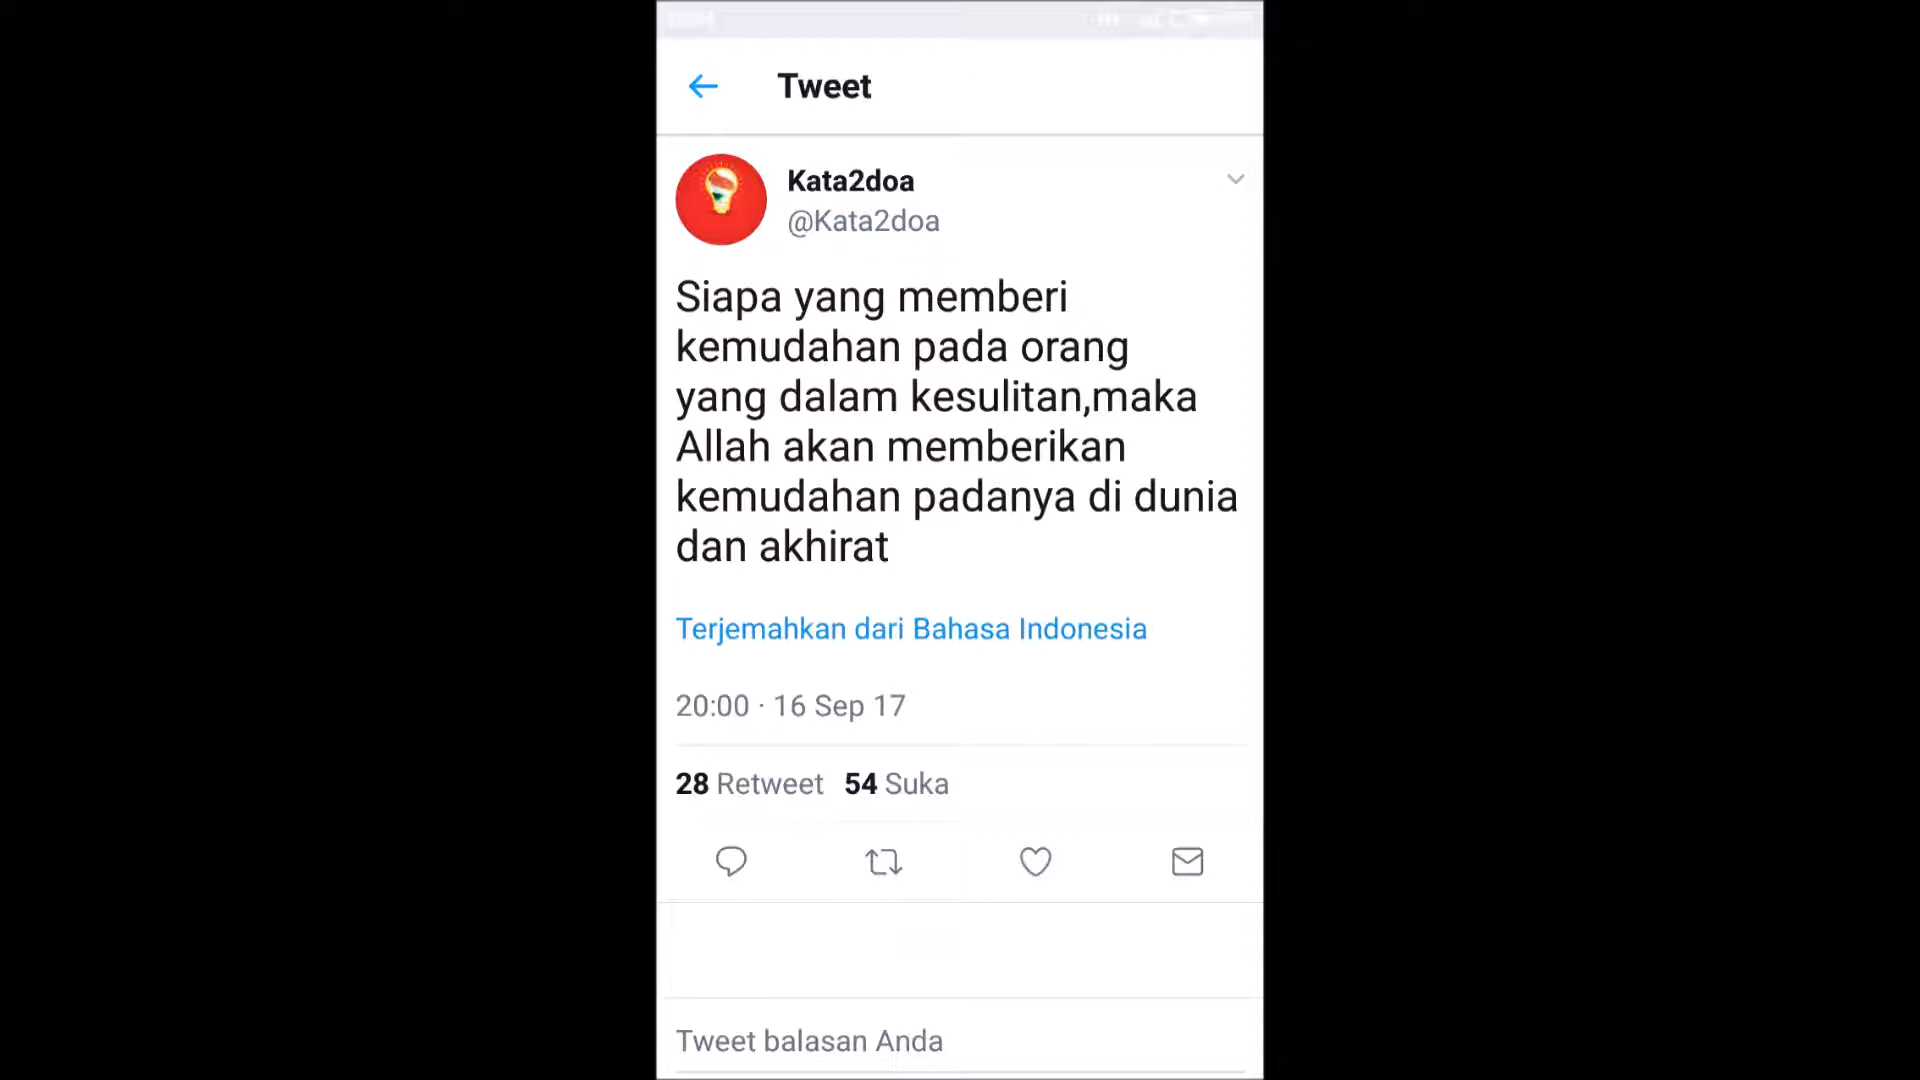 Tweet
Kata2doa
@Kata2doa
Siapa yang memberi
kemudahan pada orang
yang dalam kesulitan,maka
Allah akan memberikan
kemudahan padanya di dunia
dan akhirat
Terjemahkan dari Bahasa Indonesia
20:00 · 16 Sep 17
28 Retweet 54 Suka
Tweet balasan Anda